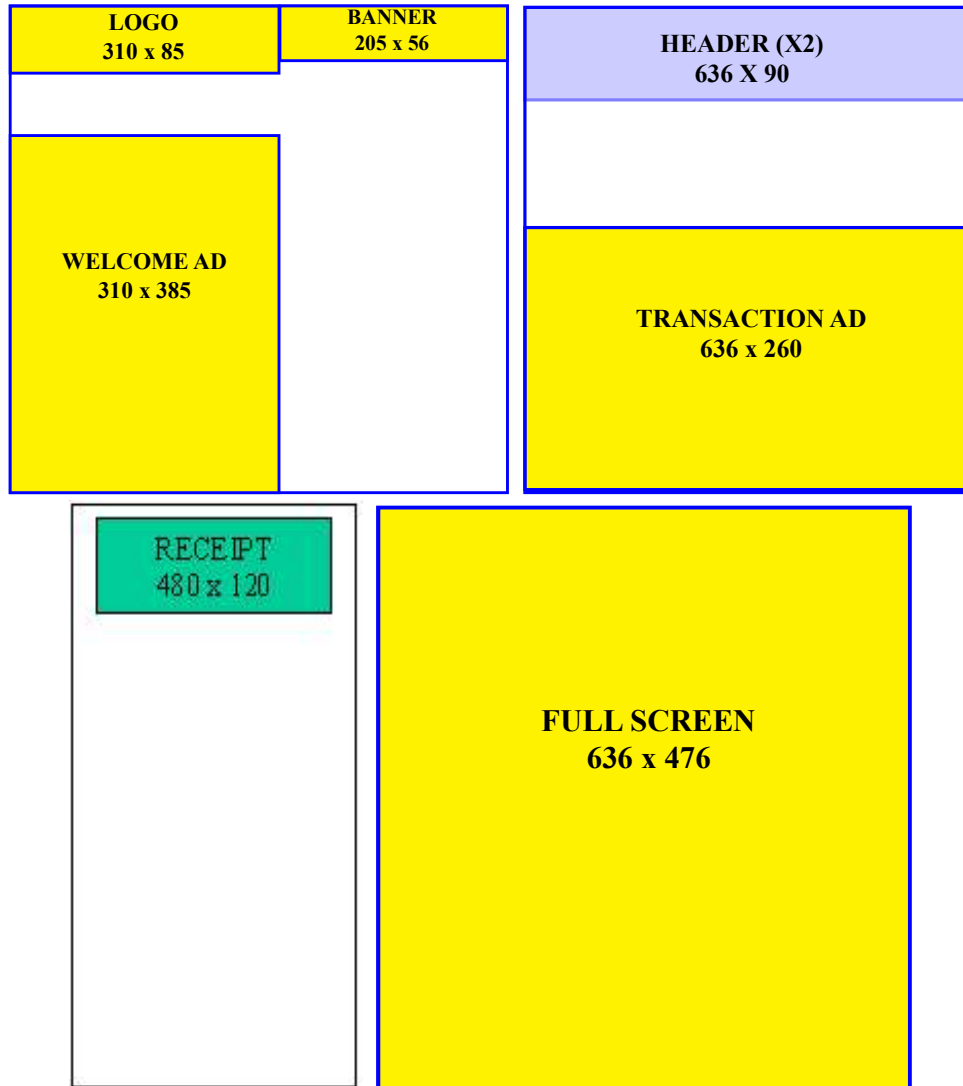 LOGO
310 x 85
BANNER
205 x 56
HEADER (X2)
636 X 90
WELCOME AD
310 x 385
TRANSACTION AD
636 x 260
RECEIPT
480 x 120
FULL SCREEN
636 x 476